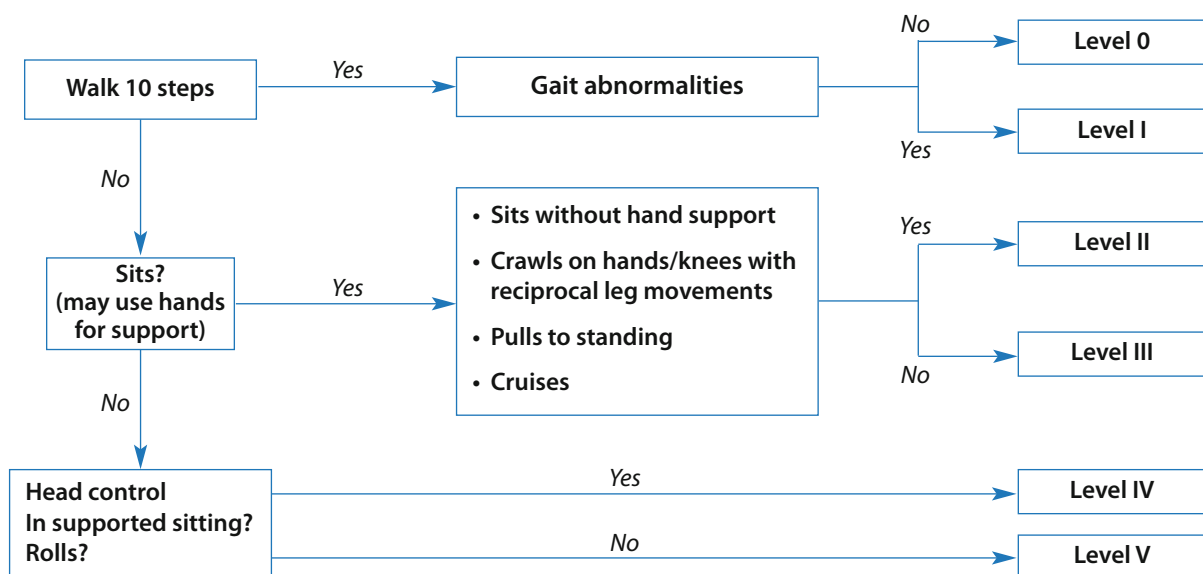 No
Level 0
Walk 10 steps
Yes
Gait abnormalities
Level I
Yes
No
• Sits without hand support
• Crawls on hands/knees with
reciprocal leg movements
• Pulls to standing
• Cruises
Yes
Level II
Sits?
(may use hands
for support)
Yes
Level III
No
No
Head control
In supported sitting?
Rolls?
Yes
Level IV
No
Level V